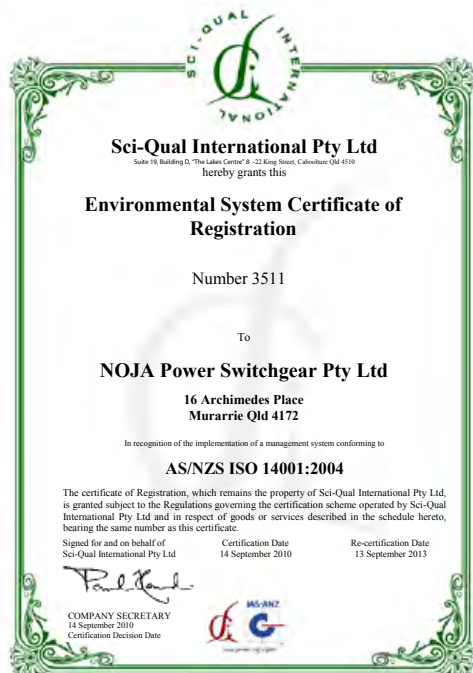 SCI-QUAL INTERNATIONAL
Sci-Qual International Pty Ltd
Suite 19, Building D, "The Lakes Centre" 8 -22 King Street, Caboolture Qld 4510
hereby grants this
Environmental System Certificate of
Registration
Number 3511
To
NOJA Power Switchgear Pty Ltd
16 Archimedes Place
Murarrie Qld 4172
In recognition of the implementation of a management system conforming to
AS/NZS ISO 14001:2004
The certificate of Registration, which remains the property of Sci-Qual International Pty Ltd,
is granted subject to the Regulations governing the certification scheme operated by Sci-Qual
International Pty Ltd and in respect of goods or services described in the schedule hereto,
bearing the same number as this certificate.
Signed for and on behalf of
Sci-Qual International Pty Ltd
Certification Date
14 September 2010
Re-certification Date
13 September 2013
COMPANY SECRETARY
14 September 2010
Certification Decision Date
JAS-ANZ